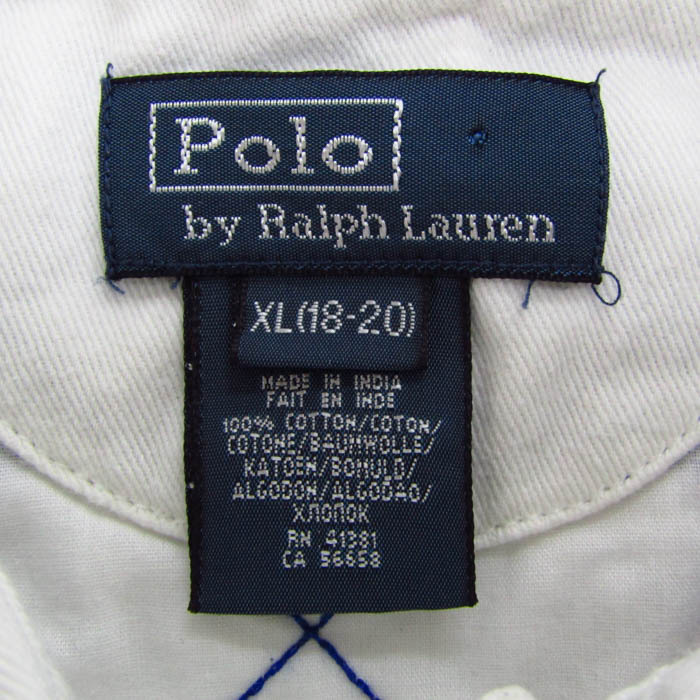 Polo
by Ralph Lauren
XL(18-20)
MADE IN INDIA
FAIT EN INDE
100% COTTON/COTON/
COTONE/BAUMWOLLE/
KATOEN/BOMULD/
ALGODON/ALGODAO/
ХЛОПОК
RN 41381
CA 56658